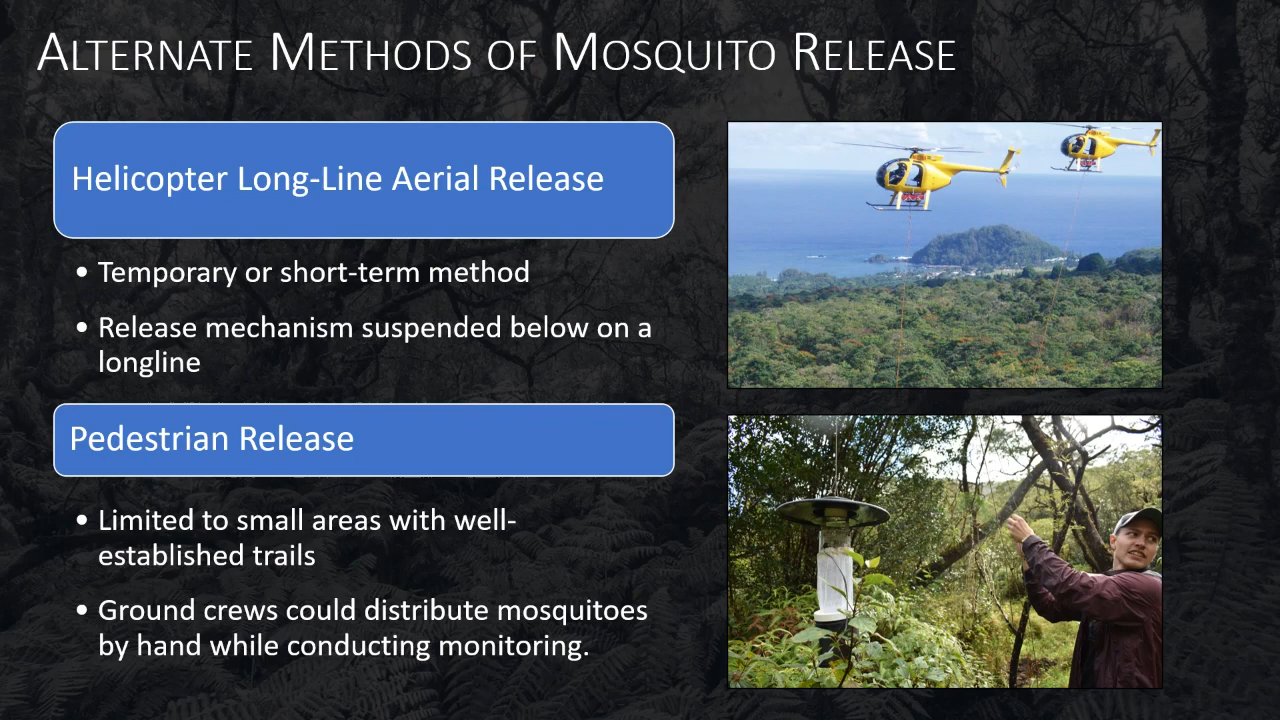 Alternate Methods of Mosquito Release
Helicopter Long-Line Aerial Release
• Temporary or short-term method
• Release mechanism suspended below on a
longline
Pedestrian Release
• Limited to small areas with well-
established trails
• Ground crews could distribute mosquitoes
by hand while conducting monitoring.